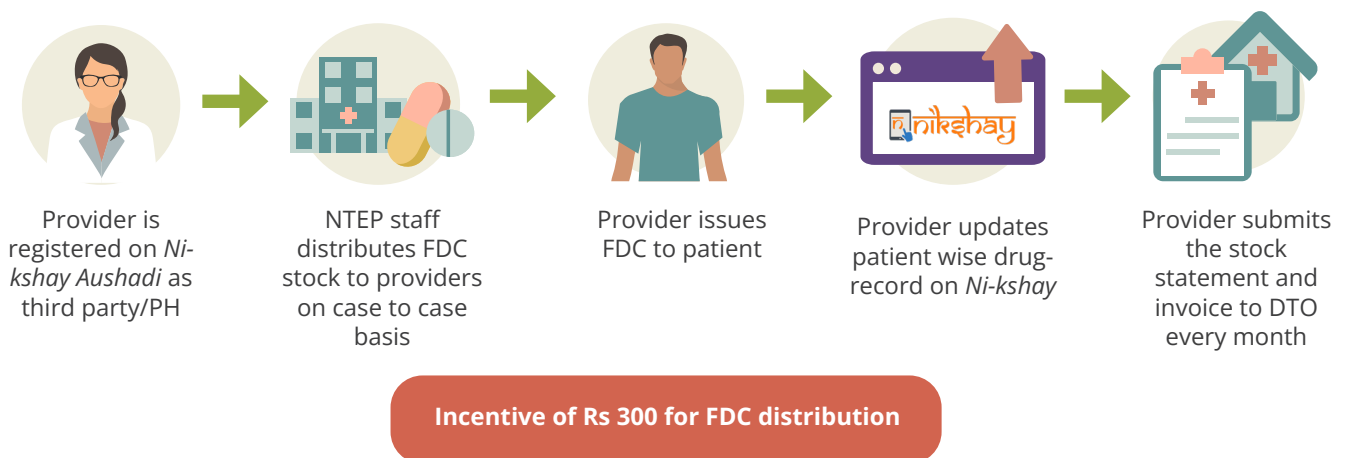 n nikshay
Provider is
registered on Ni-
kshay Aushadi as
third party/PH
NTEP staff
distributes FDC
stock to providers
on case to case
basis
Provider issues
FDC to patient
Provider updates
patient wise drug-
record on Ni-kshay
Provider submits
the stock
statement and
invoice to DTO
every month
Incentive of Rs 300 for FDC distribution